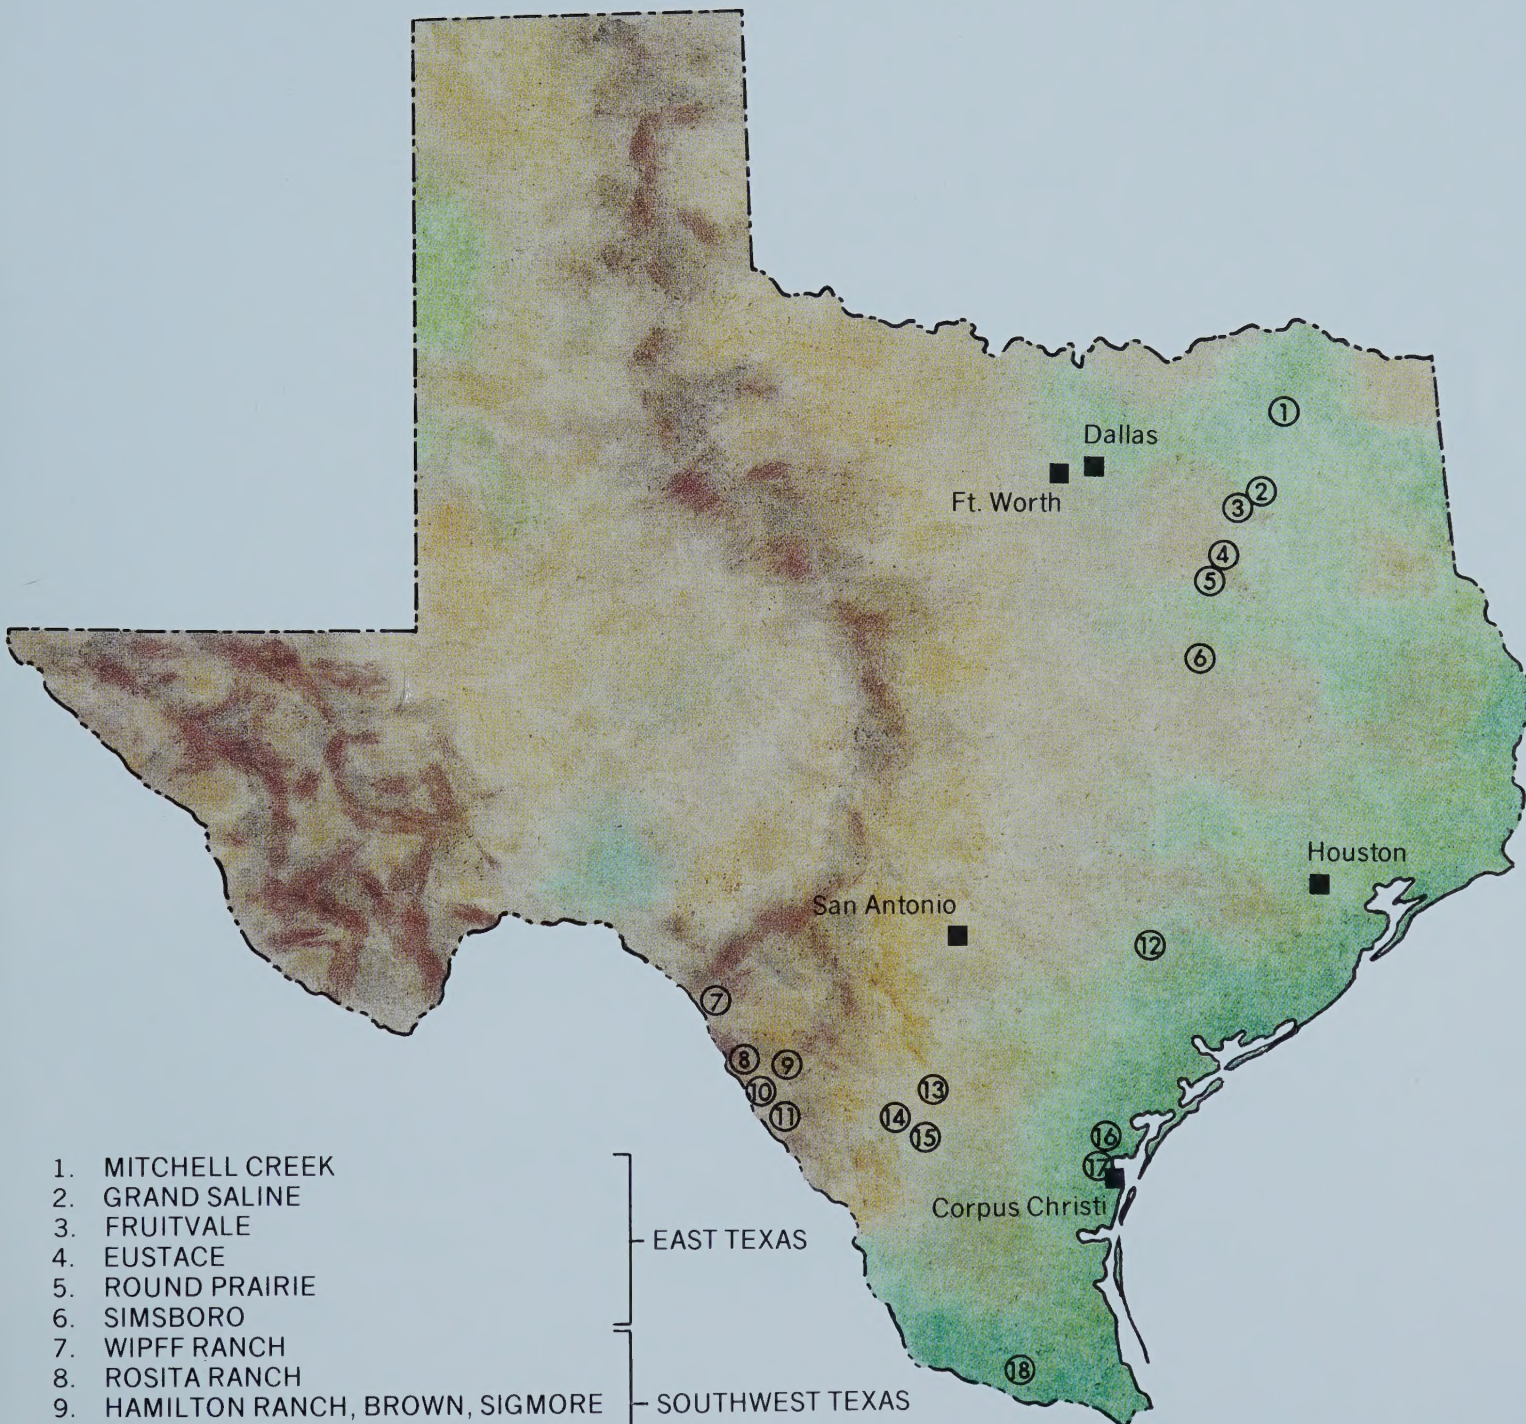 ①
Dallas
Ft. Worth
②
③
④
⑤
⑥
Houston
San Antonio
⑫
⑦
⑧
⑨
⑩
⑪
⑬
⑭
⑮
⑯
⑰
Corpus Christi
⑱
1. MITCHELL CREEK
2. GRAND SALINE
3. FRUITVALE
4. EUSTACE
5. ROUND PRAIRIE
6. SIMSBORO
EAST TEXAS
7. WIPFF RANCH
8. ROSITA RANCH
9. HAMILTON RANCH, BROWN, SIGMORE
SOUTHWEST TEXAS